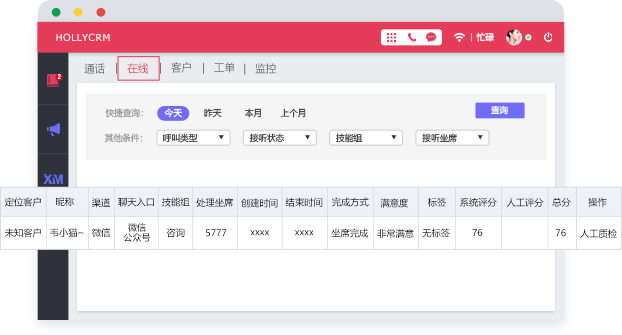 HOLLYCRM
忙碌
通话 | 在线 | 客户 | 工单 | 监控
2
快捷查询: 今天 昨天 本月 上个月 查询
其他条件: 呼叫类型 接听状态 技能组 接听坐席
XM
定位客户 昵称 渠道 聊天入口 技能组 处理坐席 创建时间 结束时间 完成方式 满意度 标签 系统评分 人工评分 总分 操作
未知客户 韦小猫~ 微信 微信 公众号 咨询 5777 xxxx xxxx 坐席完成 非常满意 无标签 76 76 人工质检